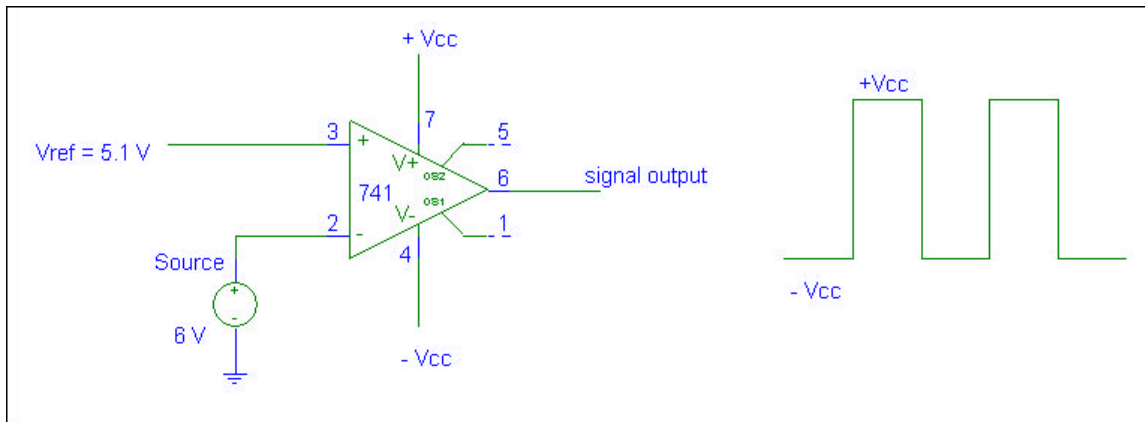 + Vcc
+Vcc
7
3
5
Vref = 5.1 V
+
V+
OS2
6
signal output
741
OS1
V-
2
1
-
4
Source
+
-
6 V
- Vcc
- Vcc